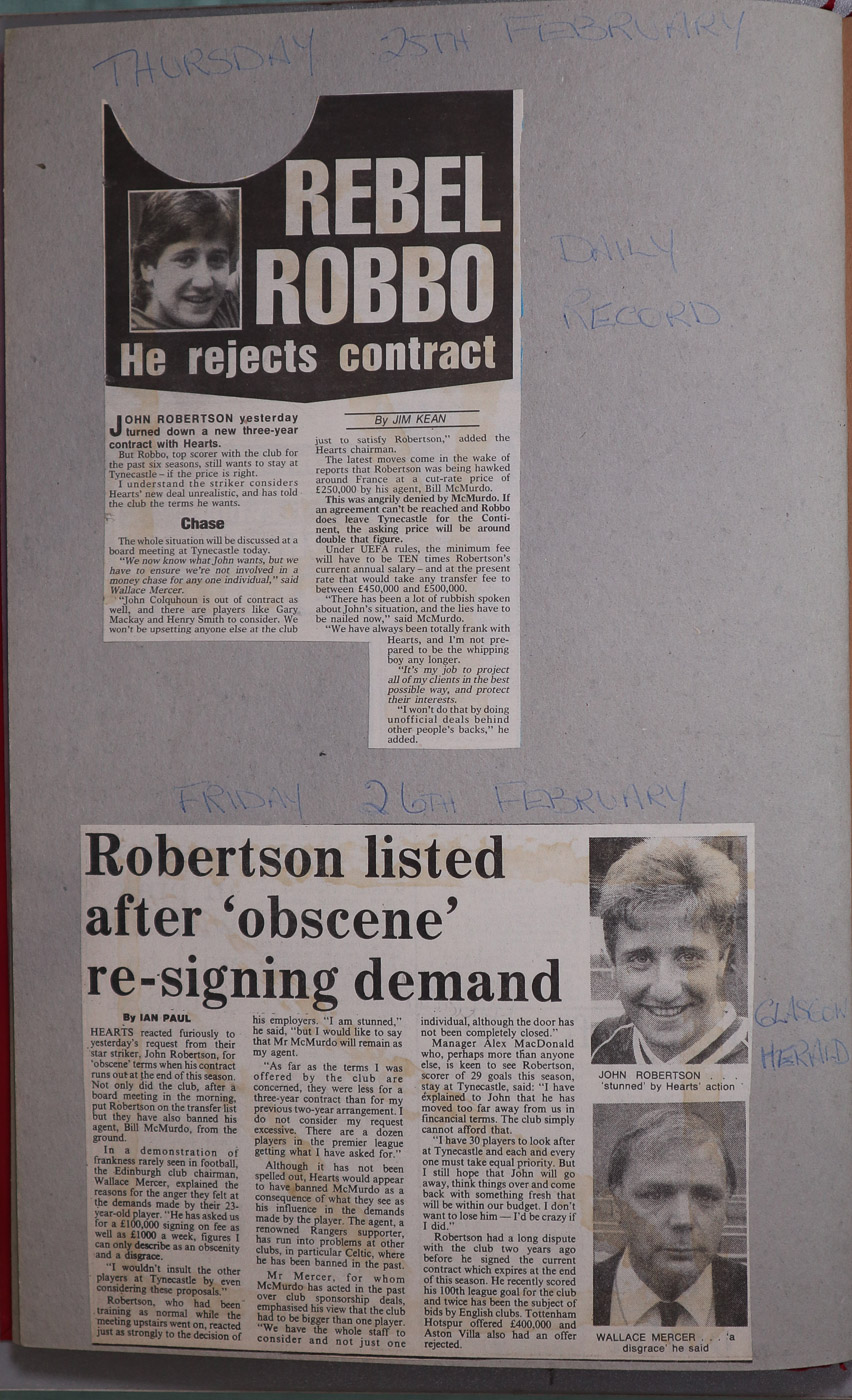 THURSDAY 25TH FEBRUARY
DAILY
RECORD
REBEL
ROBBO
He rejects contract
JOHN ROBERTSON yesterday
turned down a new three-year
contract with Hearts.
But Robbo, top scorer with the club for
the past six seasons, still wants to stay at
Tynecastle – if the price is right.
I understand the striker considers
Hearts' new deal unrealistic, and has told
the club the terms he wants.
Chase
The whole situation will be discussed at a
board meeting at Tynecastle today.
"We now know what John wants, but we
have to ensure we're not involved in a
money chase for any one individual," said
Wallace Mercer.
"John Colquhoun is out of contract as
well, and there are players like Gary
Mackay and Henry Smith to consider. We
won't be upsetting anyone else at the club
By JIM KEAN
just to satisfy Robertson," added the
Hearts chairman.
The latest moves come in the wake of
reports that Robertson was being hawked
around France at a cut-rate price of
£250,000 by his agent, Bill McMurdo.
This was angrily denied by McMurdo. If
an agreement can't be reached and Robbo
does leave Tynecastle for the Conti-
nent, the asking price will be around
double that figure.
Under UEFA rules, the minimum fee
will have to be TEN times Robertson's
current annual salary – and at the present
rate that would take any transfer fee to
between £450,000 and £500,000.
"There has been a lot of rubbish spoken
about John's situation, and the lies have to
be nailed now," said McMurdo.
"We have always been totally frank with
Hearts, and I'm not pre-
pared to be the whipping
boy any longer.
"It's my job to project
all of my clients in the best
possible way, and protect
their interests.
"I won't do that by doing
unofficial deals behind
other people's backs," he
added.
FRIDAY 26TH FEBRUARY
Robertson listed
after 'obscene'
re-signing demand
By IAN PAUL
HEARTS reacted furiously to
yesterday's request from their
star striker, John Robertson, for
'obscene' terms when his contract
runs out at the end of this season.
Not only did the club, after a
board meeting in the morning,
put Robertson on the transfer list
but they have also banned his
agent, Bill McMurdo, from the
ground.
In a demonstration of
frankness rarely seen in football,
the Edinburgh club chairman,
Wallace Mercer, explained the
reasons for the anger they felt at
the demands made by their 23-
year-old player. "He has asked us
for a £100,000 signing on fee as
well as £1000 a week, figures I
can only describe as an obscenity
and a disgrace.
"I wouldn't insult the other
players at Tynecastle by even
considering these proposals."
Robertson, who had been
training as normal while the
meeting upstairs went on, reacted
just as strongly to the decision of
his employers. "I am stunned,"
he said, "but I would like to say
that Mr McMurdo will remain as
my agent.
"As far as the terms I was
offered by the club are
concerned, they were less for a
three-year contract than for my
previous two-year arrangement. I
do not consider my request
excessive. There are a dozen
players in the premier league
getting what I have asked for."
Although it has not been
spelled out, Hearts would appear
to have banned McMurdo as a
consequence of what they see as
his influence in the demands
made by the player. The agent, a
renowned Rangers supporter,
has run into problems at other
clubs, in particular Celtic, where
he has been banned in the past.
Mr Mercer, for whom
McMurdo has acted in the past
over club sponsorship deals,
emphasised his view that the club
had to be bigger than one player.
"We have the whole staff to
consider and not just one
individual, although the door has
not been completely closed."
Manager Alex MacDonald
who, perhaps more than anyone
else, is keen to see Robertson,
scorer of 29 goals this season,
stay at Tynecastle, said: "I have
explained to John that he has
moved too far away from us in
fincancial terms. The club simply
cannot afford that.
"I have 30 players to look after
at Tynecastle and each and every
one must take equal priority. But
I still hope that John will go
away, think things over and come
back with something fresh that
will be within our budget. I don't
want to lose him — I'd be crazy if
I did."
Robertson had a long dispute
with the club two years ago
before he signed the current
contract which expires at the end
of this season. He recently scored
his 100th league goal for the club
and twice has been the subject of
bids by English clubs. Tottenham
Hotspur offered £400,000 and
Aston Villa also had an offer
rejected.
JOHN ROBERTSON . . .
'stunned' by Hearts' action
WALLACE MERCER . . . 'a
disgrace' he said
GLASGOW
HERALD